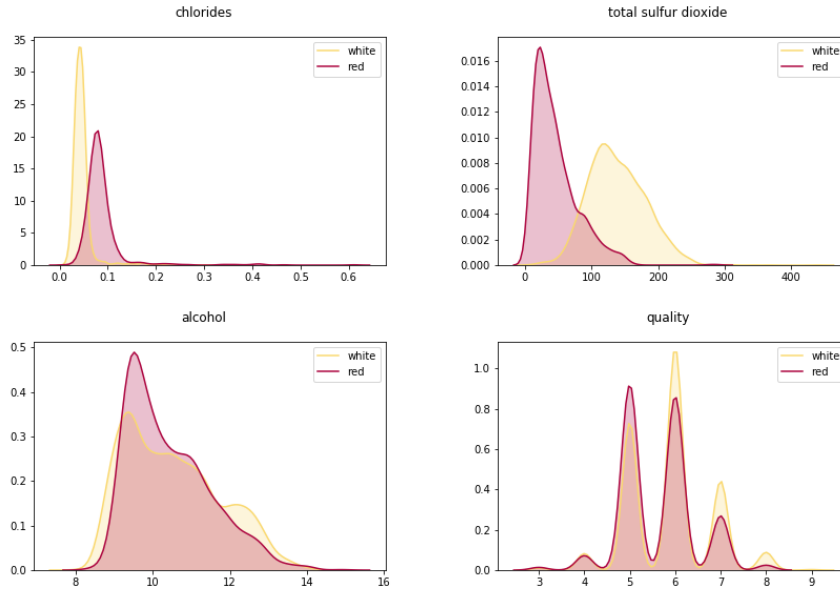 chlorides
35
30
25
20
15
10
5
0
0.0 0.1 0.2 0.3 0.4 0.5 0.6
white
red
total sulfur dioxide
0.016
0.014
0.012
0.010
0.008
0.006
0.004
0.002
0.000
0 100 200 300 400
white
red
alcohol
0.5
0.4
0.3
0.2
0.1
0.0
8 10 12 14 16
white
red
quality
1.0
0.8
0.6
0.4
0.2
0.0
3 4 5 6 7 8 9
white
red